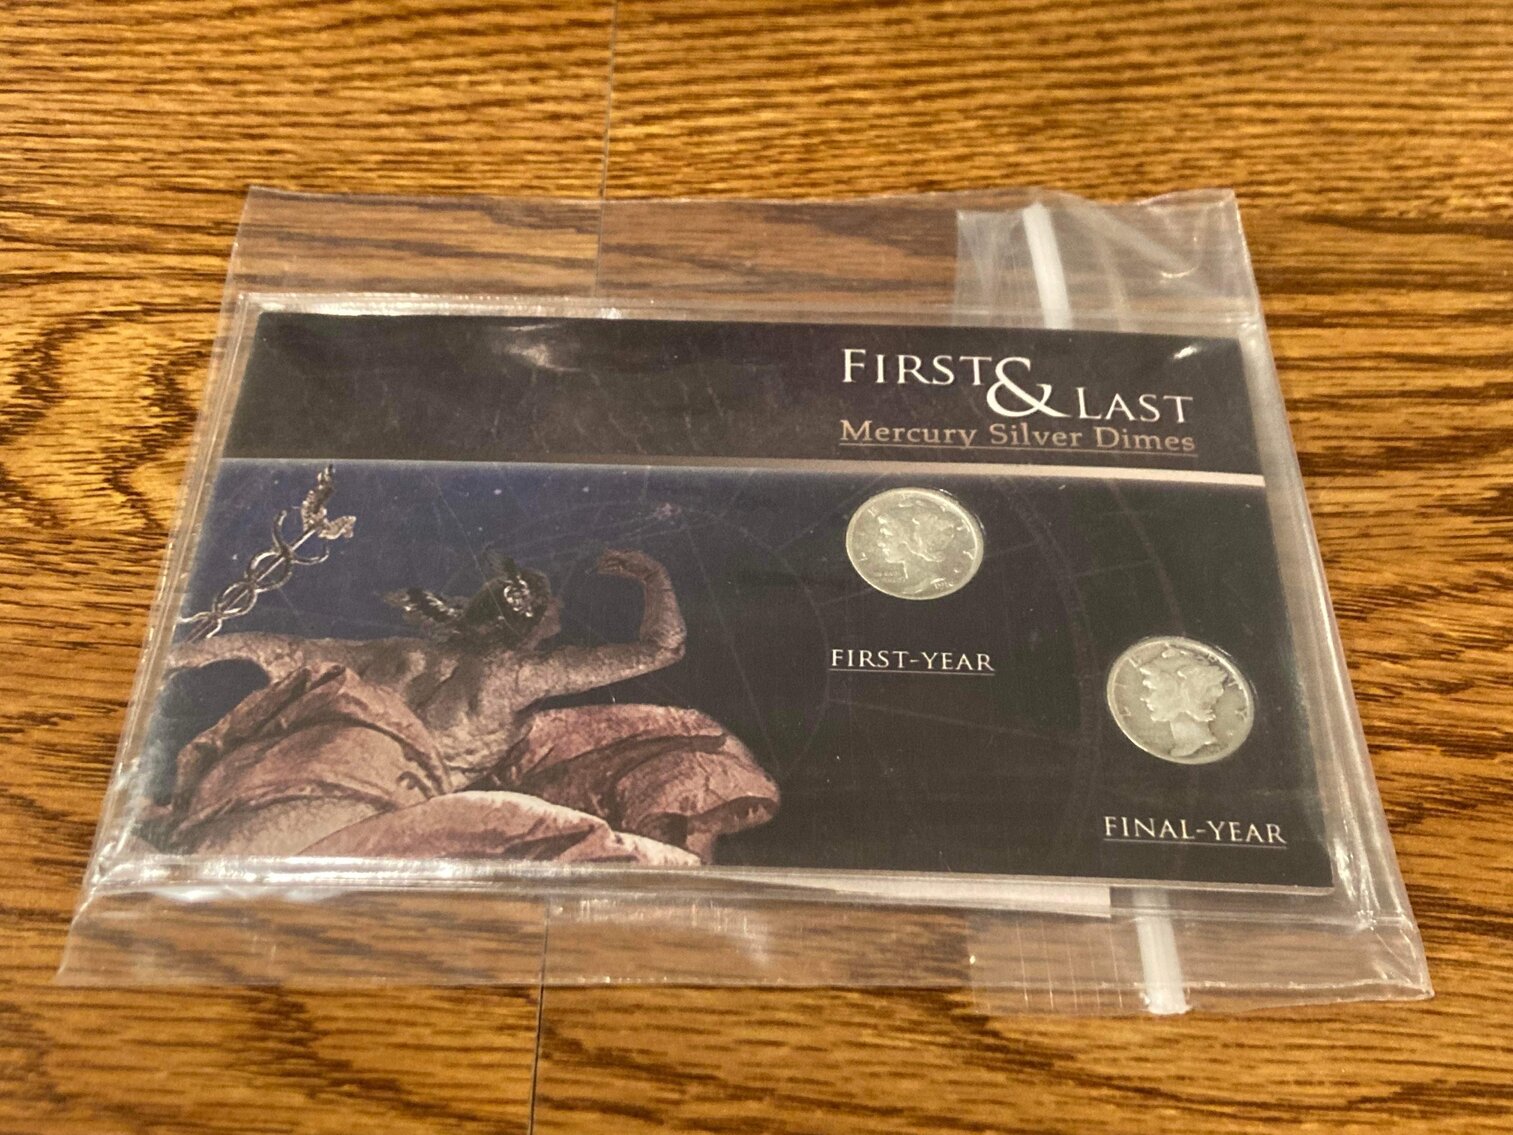 FIRST & LAST
Mercury Silver Dimes
FIRST-YEAR
FINAL-YEAR